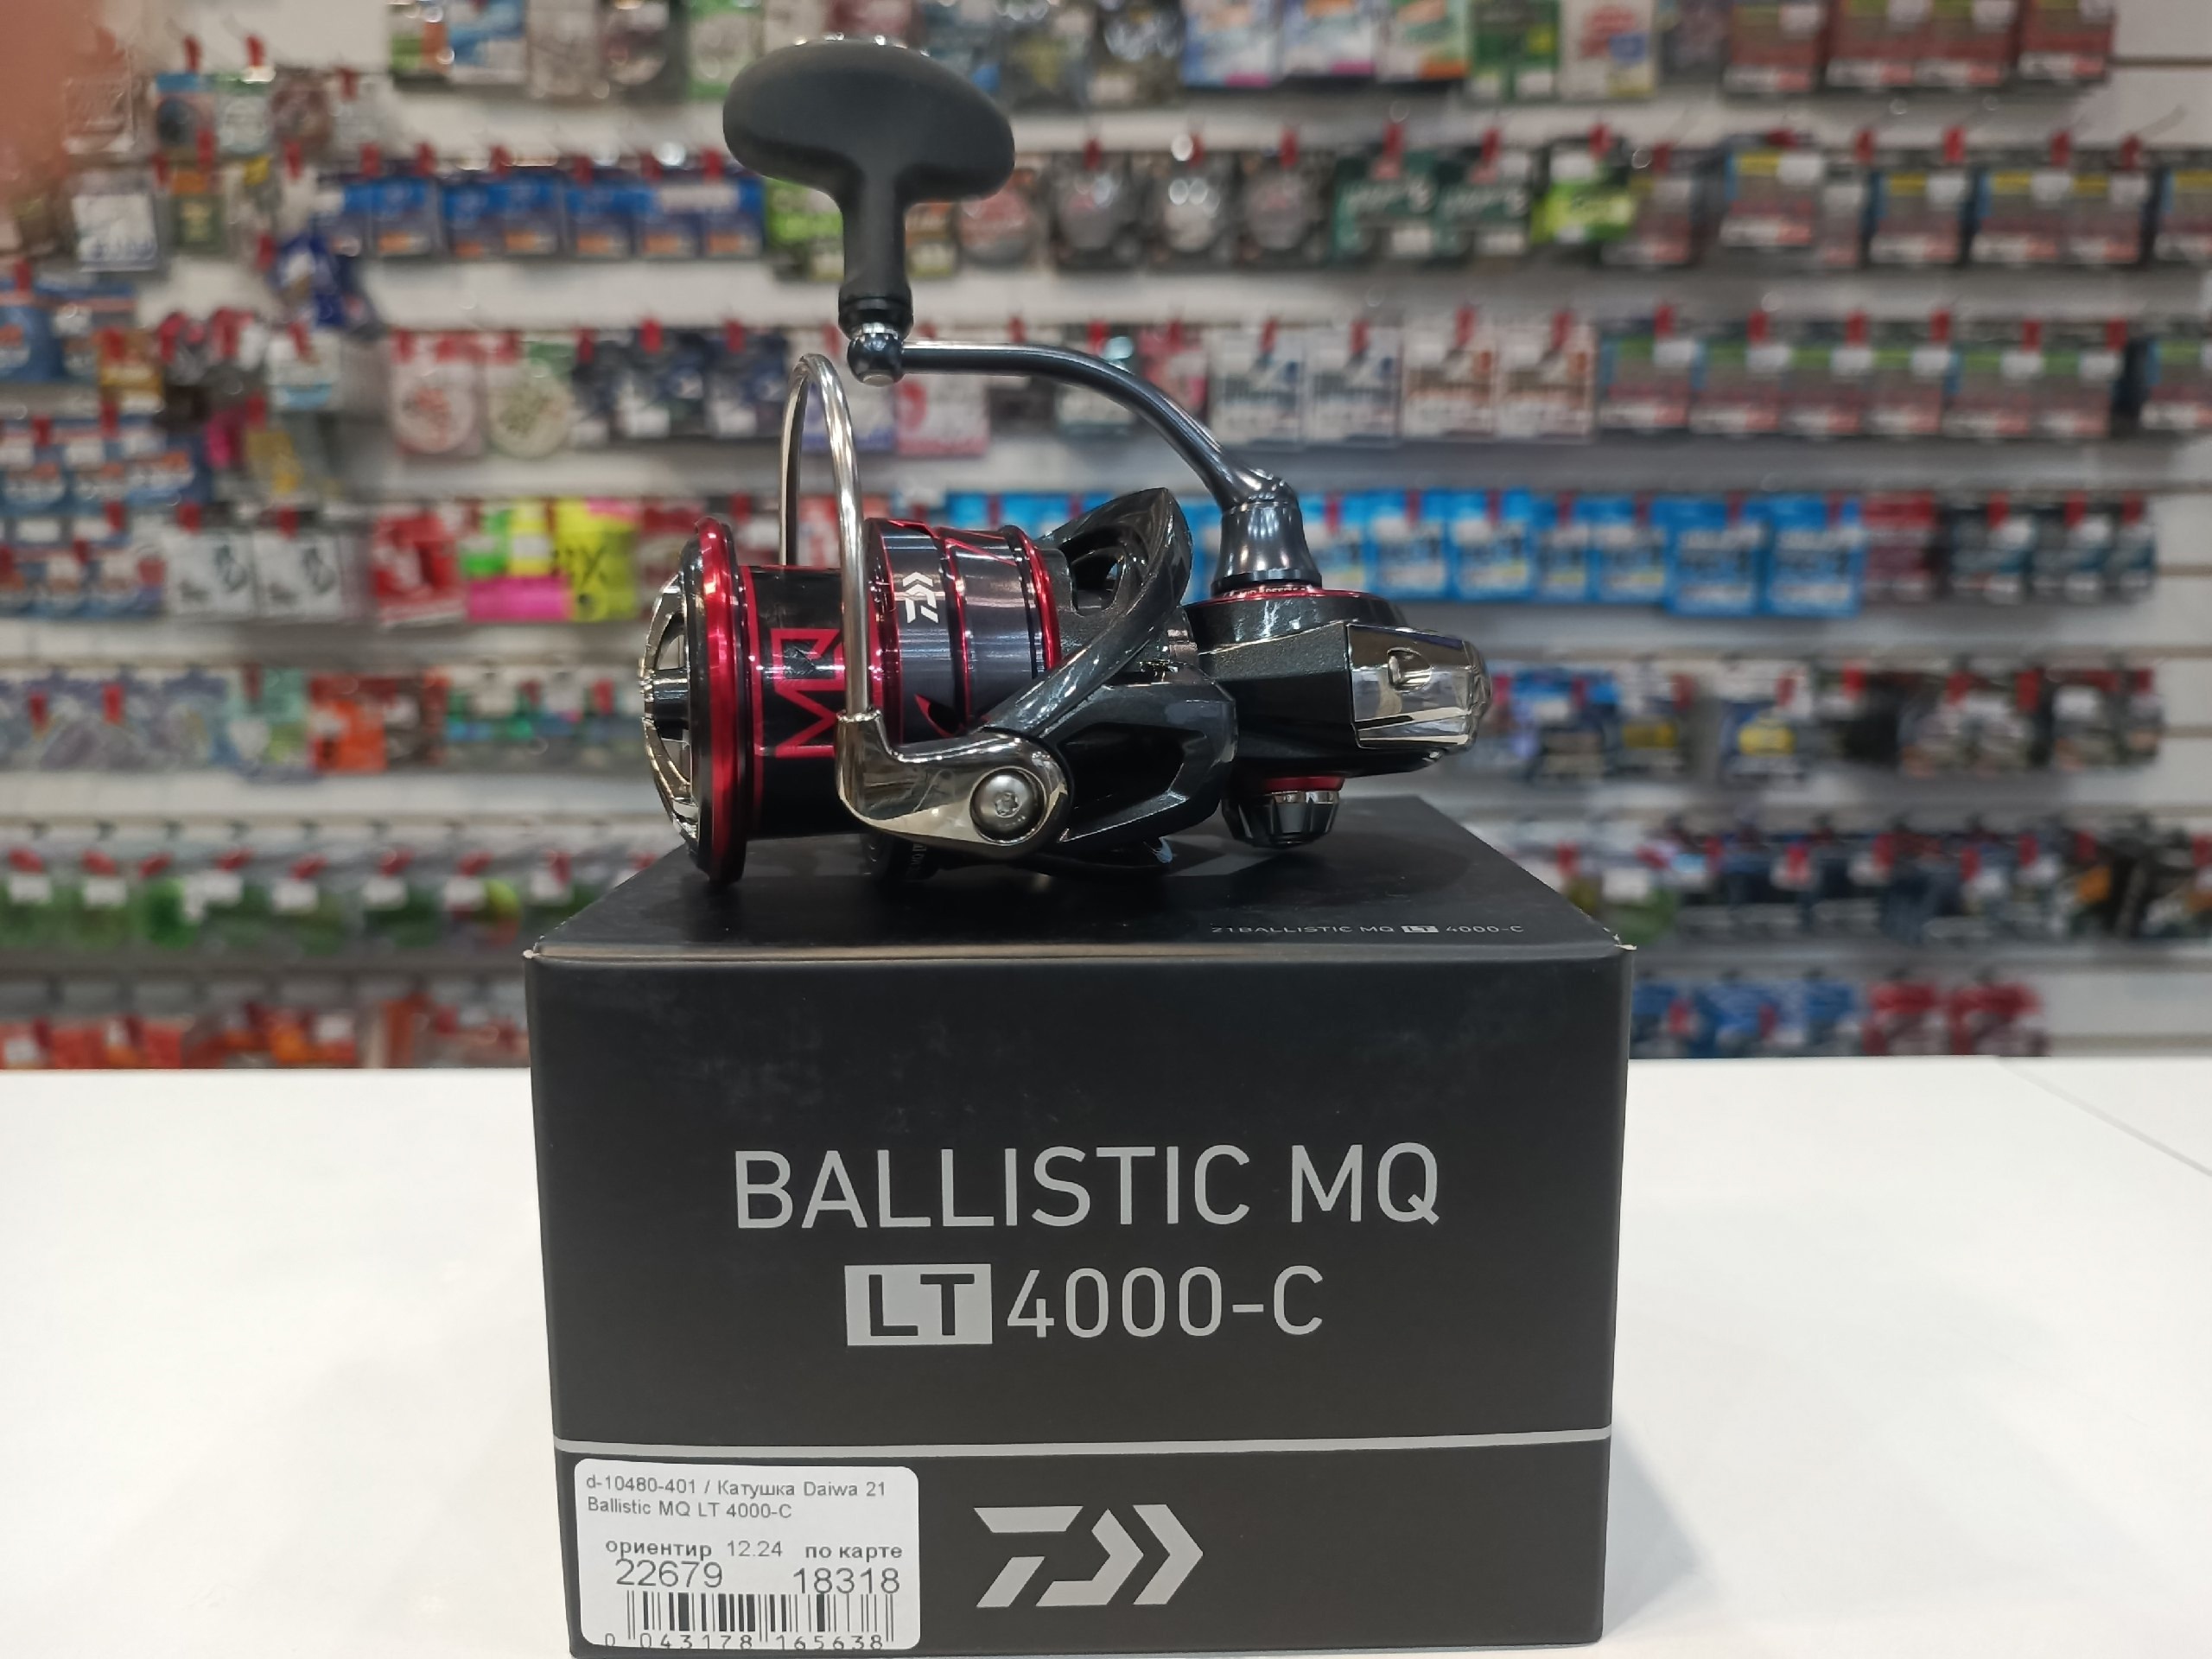 MQ
21BALLISTIC MQ LT 4000-C
BALLISTIC MQ
LT 4000-C
d-10480-401 / Катушка Daiwa 21
Ballistic MQ LT 4000-C
ориентир 12.24 по карте
22679 18318
0 043178 165638